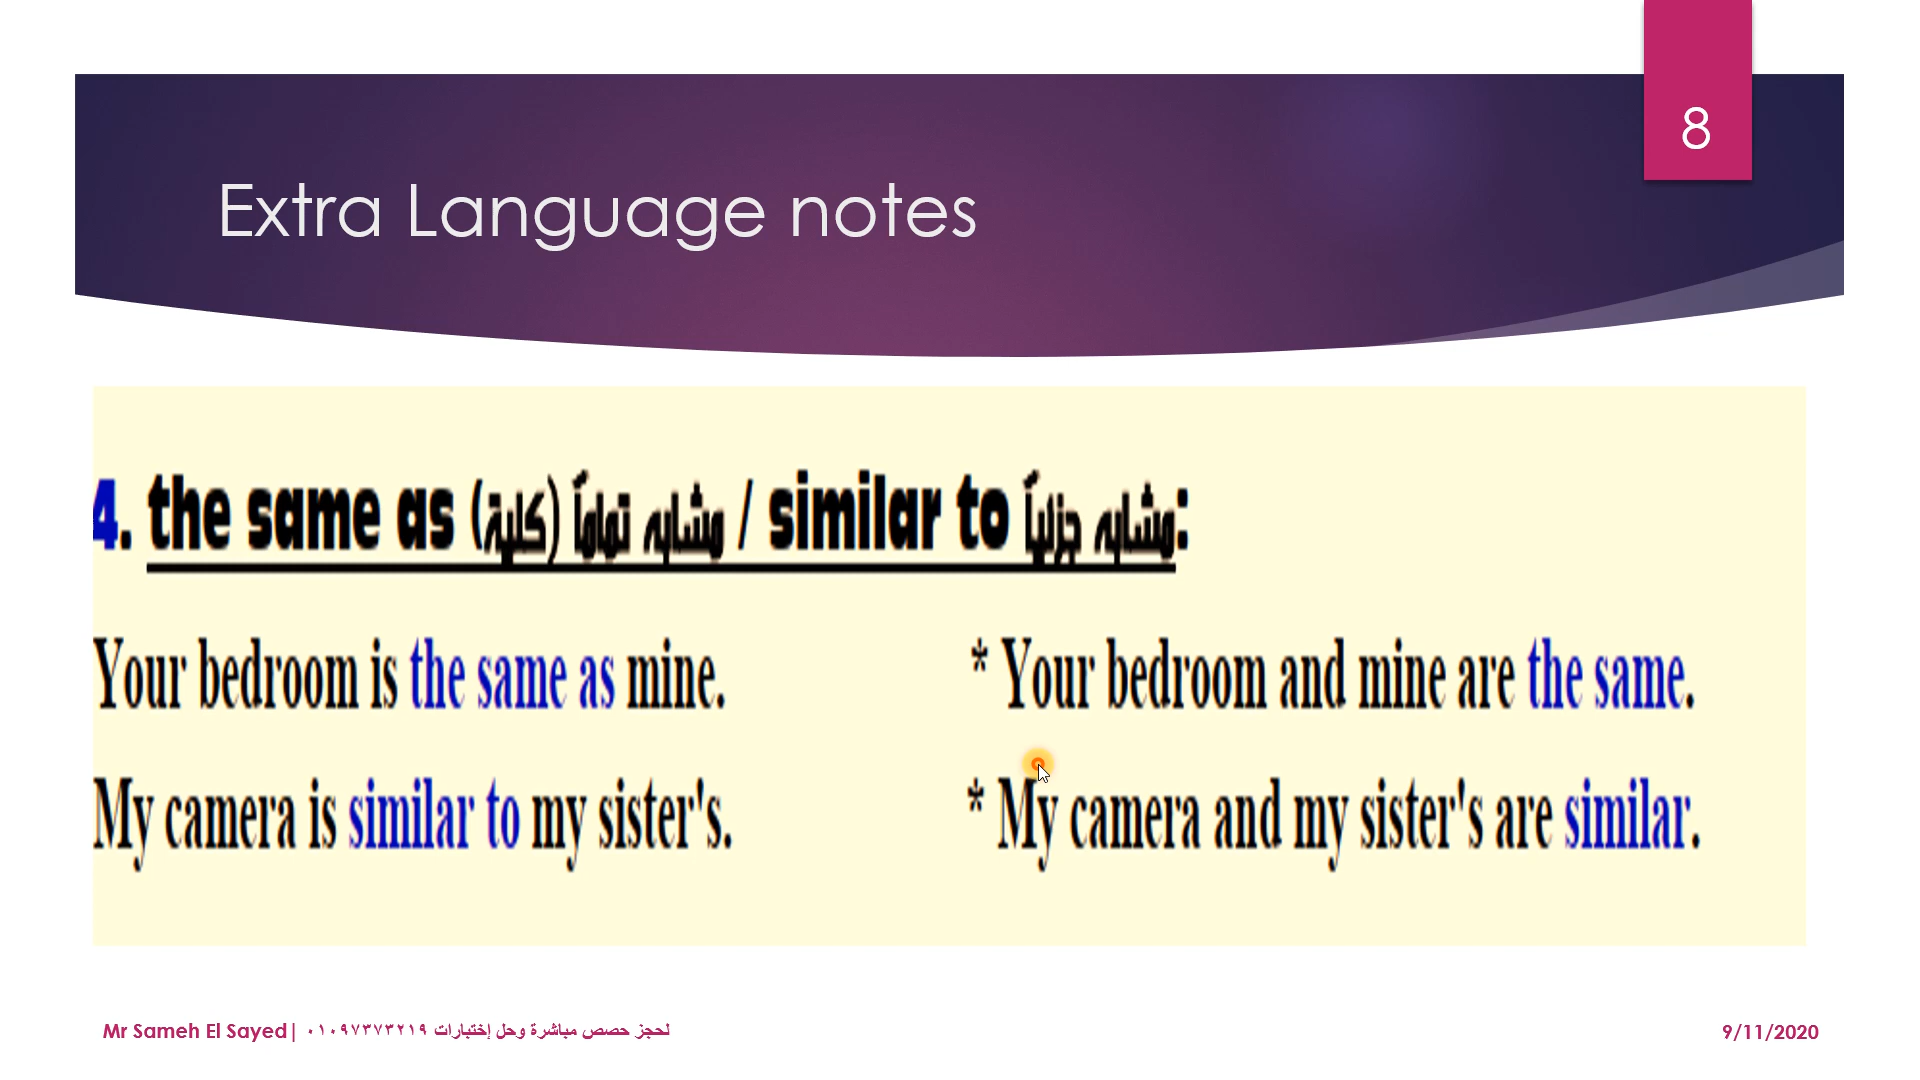 8
Extra Language notes
4. the same as مشابه تماماً (كلية) / similar to مشابه جزئياً:
Your bedroom is the same as mine. * Your bedroom and mine are the same.
My camera is similar to my sister's. * My camera and my sister's are similar.
Mr Sameh El Sayed| لحجز حصص مباشرة وحل إختبارات ٠١٠٩٧٣٧٣٢١٩ 9/11/2020